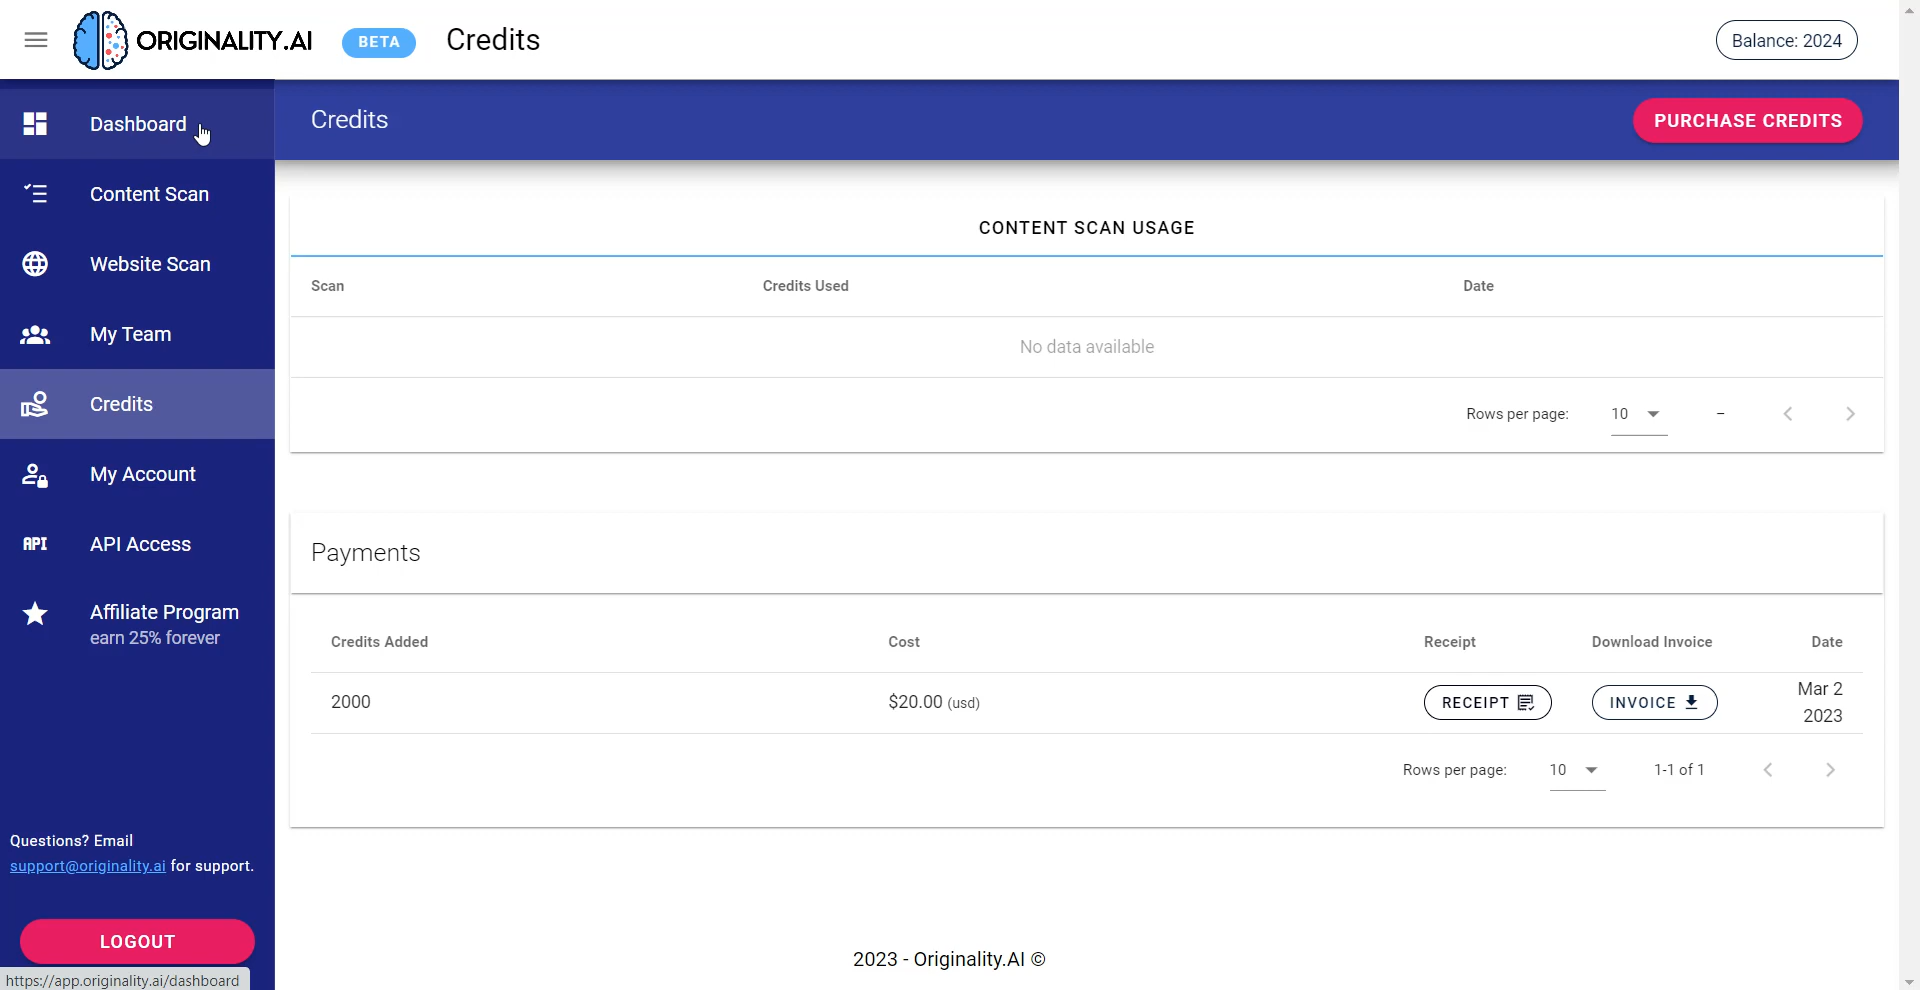 ORIGINALITY.AI BETA Credits Balance: 2024
Dashboard
Content Scan
Website Scan
My Team
Credits
My Account
API API Access
Affiliate Program
earn 25% forever
Questions? Email
support@originality.ai for support.
LOGOUT
https://app.originality.ai/dashboard
Credits PURCHASE CREDITS
CONTENT SCAN USAGE
Scan Credits Used Date
No data available
Rows per page: 10 –
Payments
Credits Added Cost Receipt Download Invoice Date
2000 $20.00 (usd) RECEIPT INVOICE Mar 2
2023
Rows per page: 10 1-1 of 1
2023 - Originality.AI ©